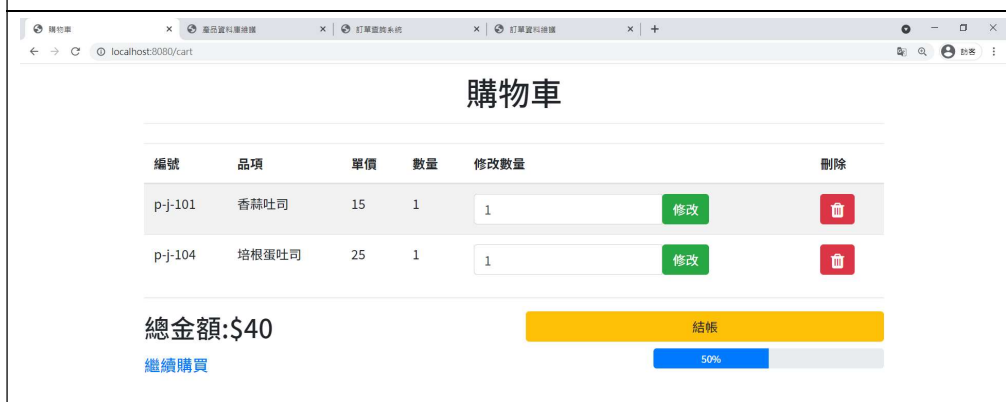 購物車 產品資料庫維護 訂單查詢系統 訂單資料維護
localhost:8080/cart 訪客
購物車
編號 品項 單價 數量 修改數量 刪除
p-j-101 香蒜吐司 15 1 1 修改
p-j-104 培根蛋吐司 25 1 1 修改
總金額:$40 結帳
繼續購買 50%